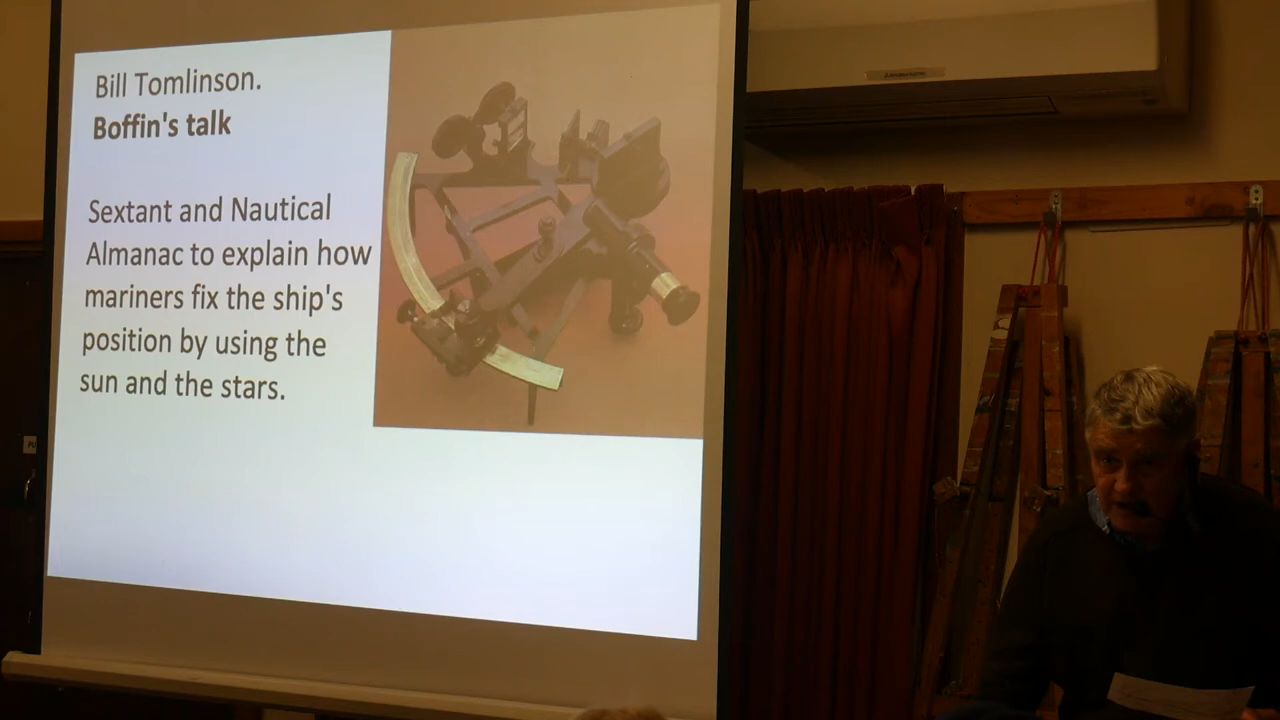 Bill Tomlinson.
Boffin's talk
Sextant and Nautical
Almanac to explain how
mariners fix the ship's
position by using the
sun and the stars.
PU